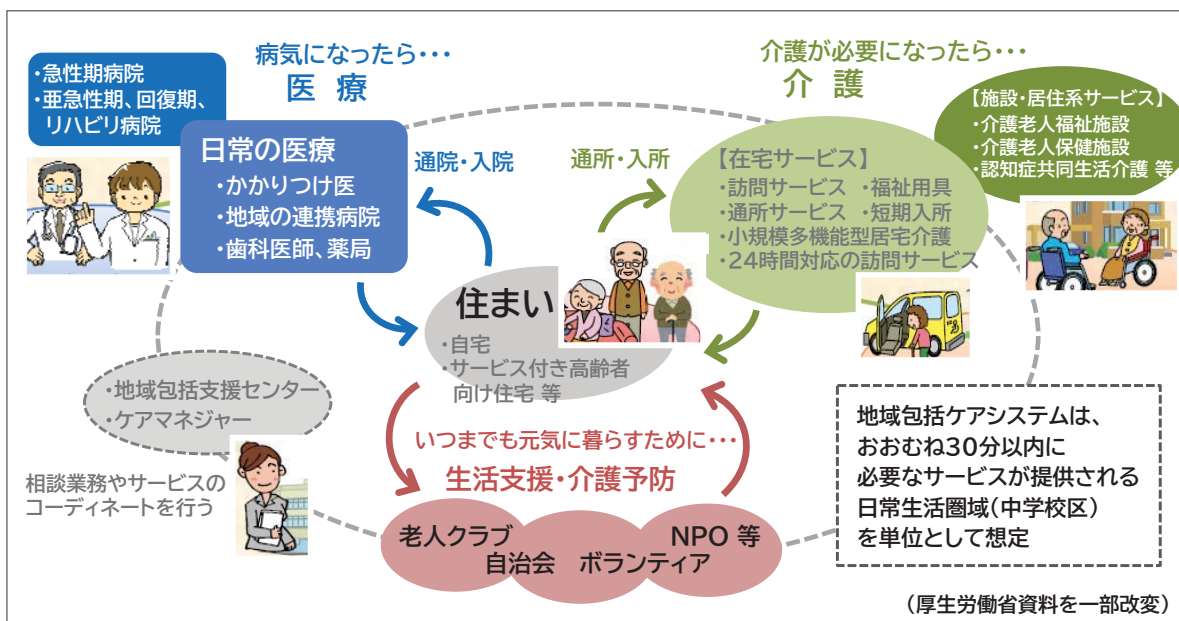 病気になったら・・・
医 療
介護が必要になったら・・・
介 護
・急性期病院
・亜急性期、回復期、
リハビリ病院
日常の医療
・かかりつけ医
・地域の連携病院
・歯科医師、薬局
通院・入院
通所・入所
【在宅サービス】
・訪問サービス ・福祉用具
・通所サービス ・短期入所
・小規模多機能型居宅介護
・24時間対応の訪問サービス
【施設・居住系サービス】
・介護老人福祉施設
・介護老人保健施設
・認知症共同生活介護 等
住まい
・自宅
・サービス付き高齢者
向け住宅 等
・地域包括支援センター
・ケアマネジャー
相談業務やサービスの
コーディネートを行う
いつまでも元気に暮らすために・・・
生活支援・介護予防
老人クラブ
自治会
ボランティア
NPO 等
地域包括ケアシステムは、
おおむね30分以内に
必要なサービスが提供される
日常生活圏域（中学校区）
を単位として想定
（厚生労働省資料を一部改変）